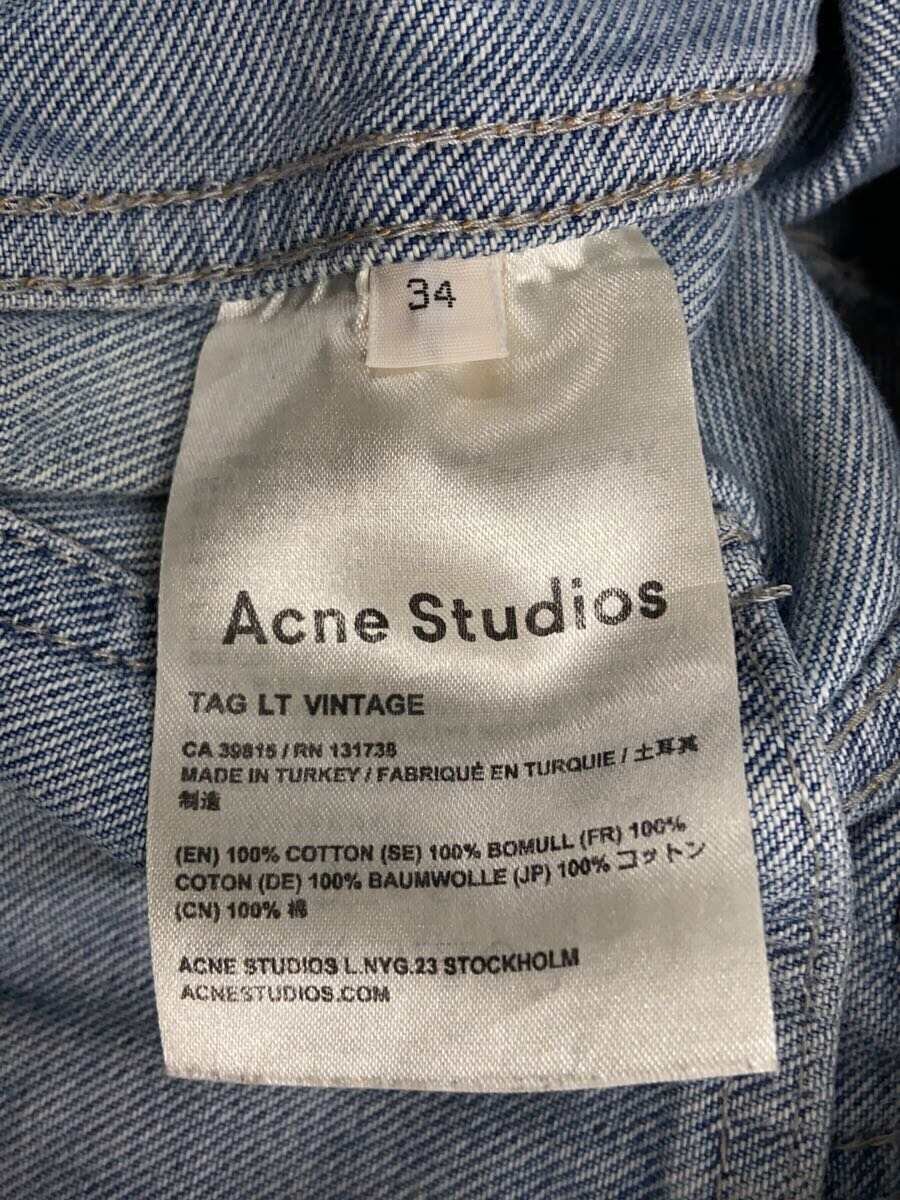 34
Acne Studios
TAG LT VINTAGE
CA 39815 / RN 131738
MADE IN TURKEY / FABRIQUÉ EN TURQUIE / 土耳其
制造
(EN) 100% COTTON (SE) 100% BOMULL (FR) 100%
COTON (DE) 100% BAUMWOLLE (JP) 100% コットン
(CN) 100% 棉
ACNE STUDIOS L.NYG.23 STOCKHOLM
ACNESTUDIOS.COM